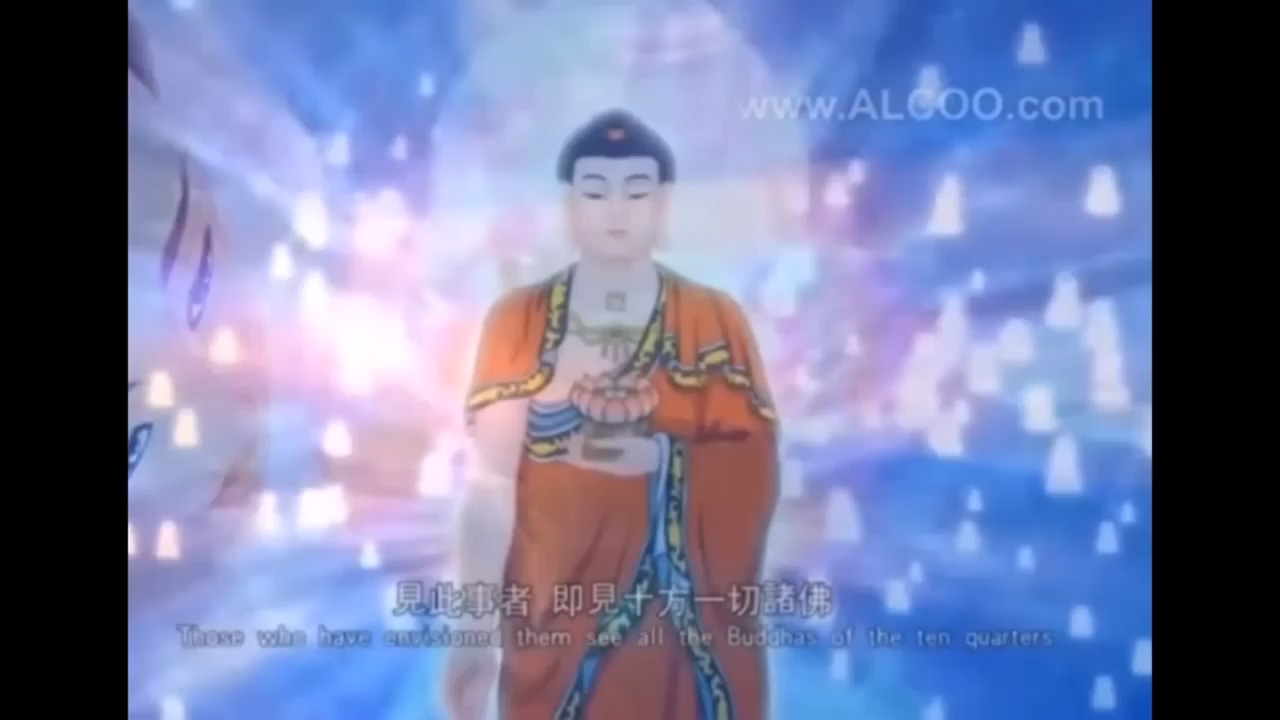 www.ALCOO.com
見此事者 即見十方一切諸佛
Those who have envisioned them see all the Buddhas of the ten quarters